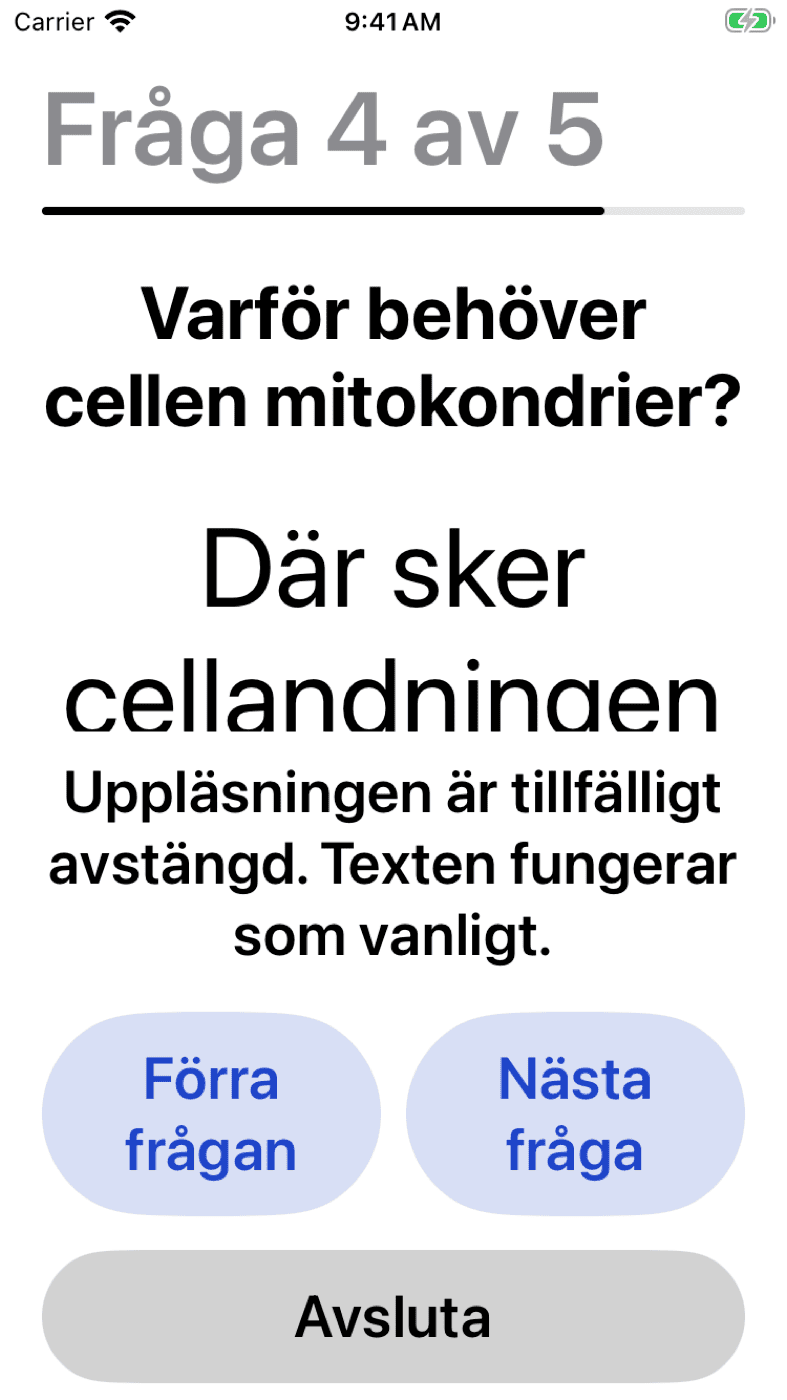 Carrier 9:41 AM
Fråga 4 av 5
Varför behöver
cellen mitokondrier?
Där sker
cellandningen
Uppläsningen är tillfälligt
avstängd. Texten fungerar
som vanligt.
Förra
frågan
Nästa
fråga
Avsluta